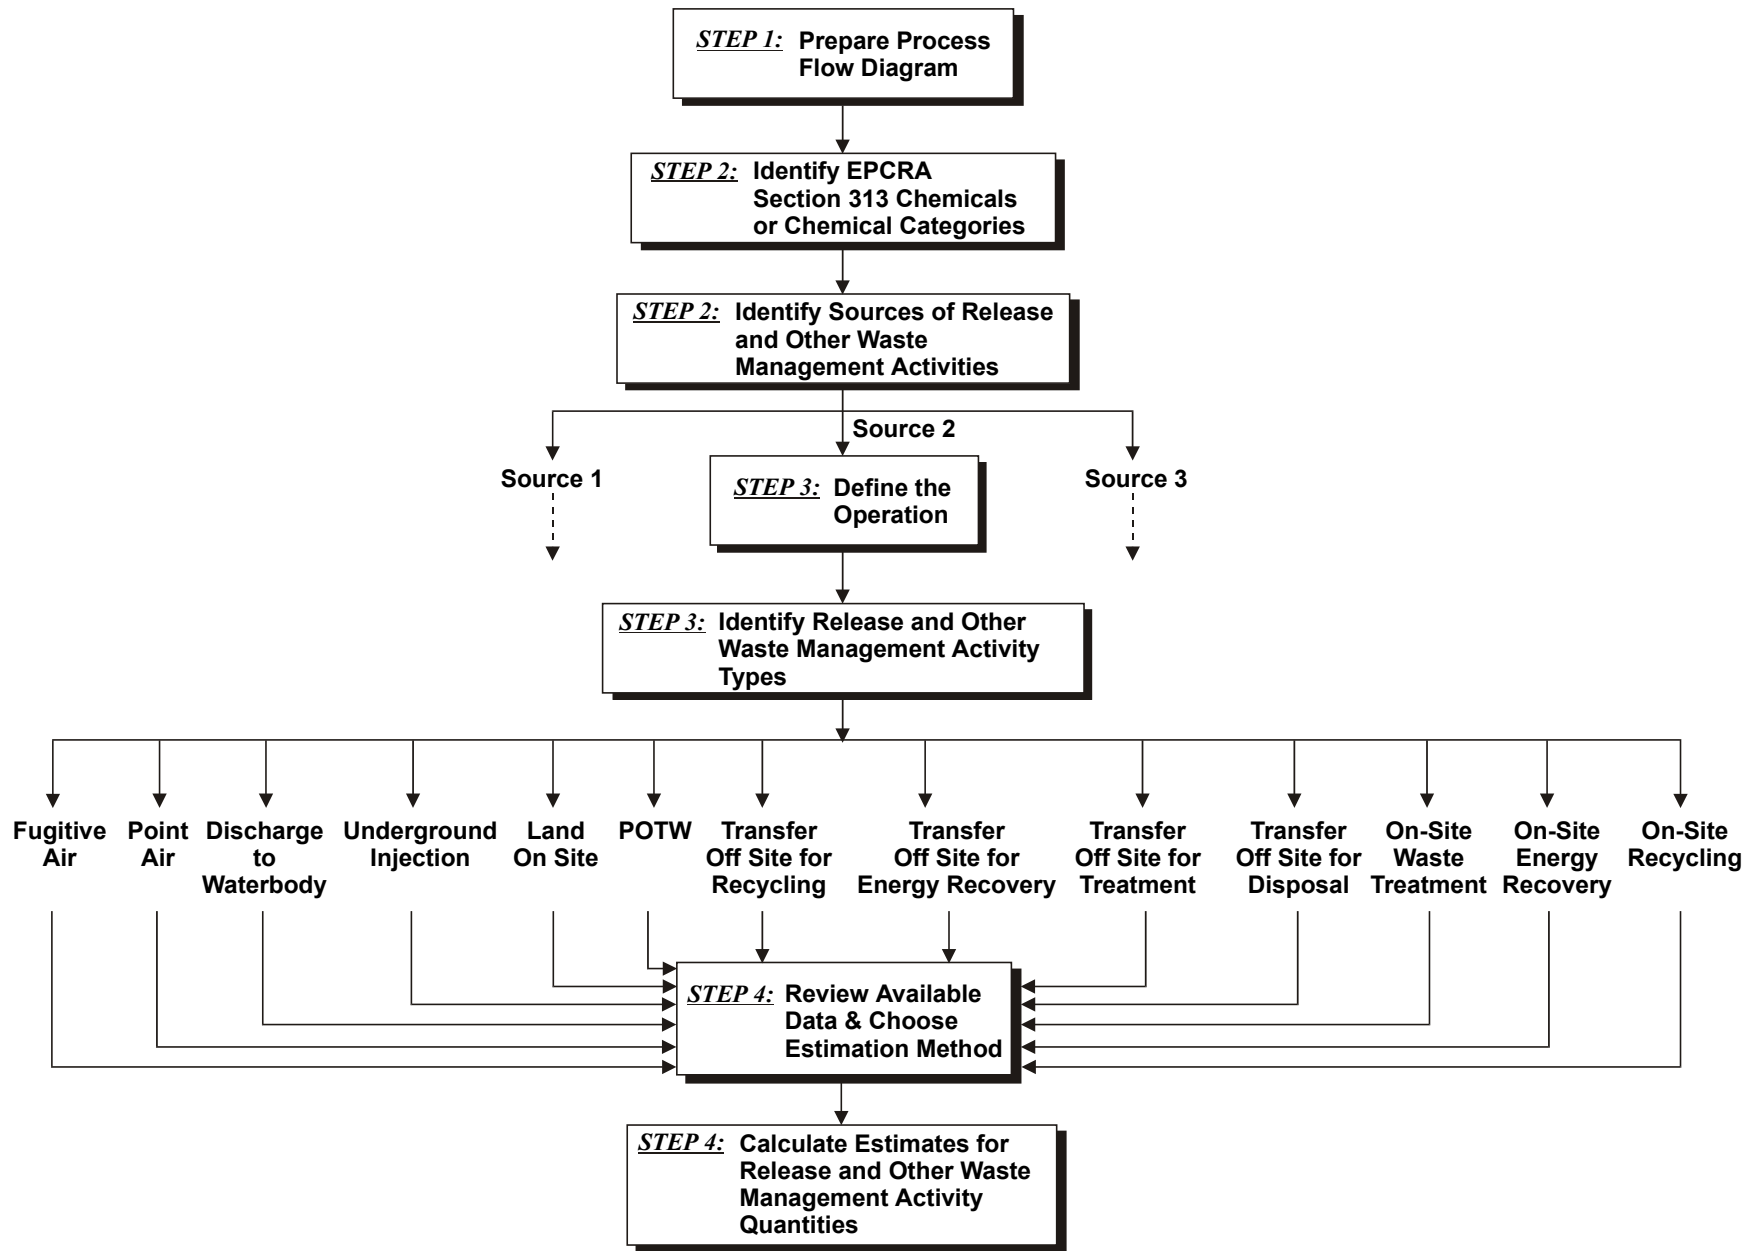 STEP 1: Prepare Process
Flow Diagram
STEP 2: Identify EPCRA
Section 313 Chemicals
or Chemical Categories
STEP 2: Identify Sources of Release
and Other Waste
Management Activities
Source 2
Source 1
Source 3
STEP 3: Define the
Operation
STEP 3: Identify Release and Other
Waste Management Activity
Types
Fugitive
Air
Point
Air
Discharge
to
Waterbody
Underground
Injection
Land
On Site
POTW
Transfer
Off Site for
Recycling
Transfer
Off Site for
Energy Recovery
Transfer
Off Site for
Treatment
Transfer
Off Site for
Disposal
On-Site
Waste
Treatment
On-Site
Energy
Recovery
On-Site
Recycling
STEP 4: Review Available
Data & Choose
Estimation Method
STEP 4: Calculate Estimates for
Release and Other Waste
Management Activity
Quantities